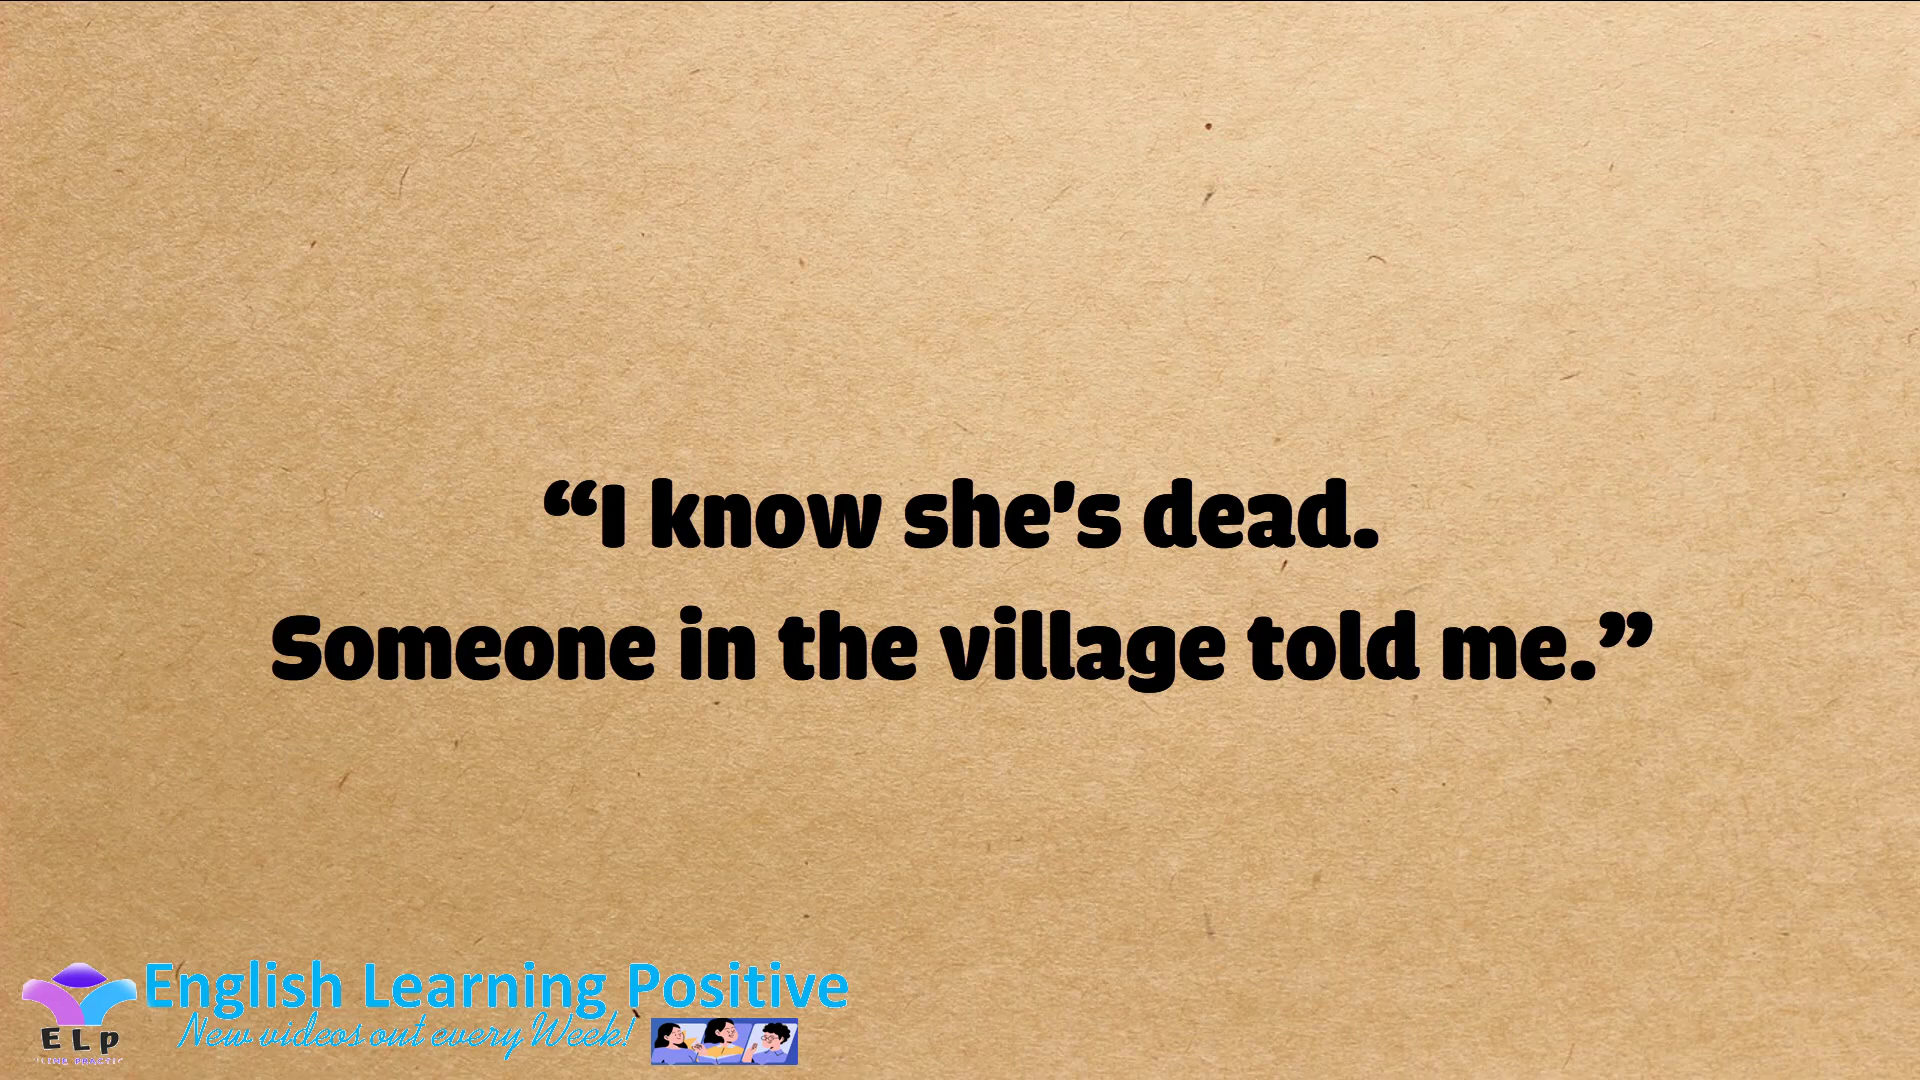 “I know she's dead.
Someone in the village told me.”
English Learning Positive
New videos out every Week!
ELP